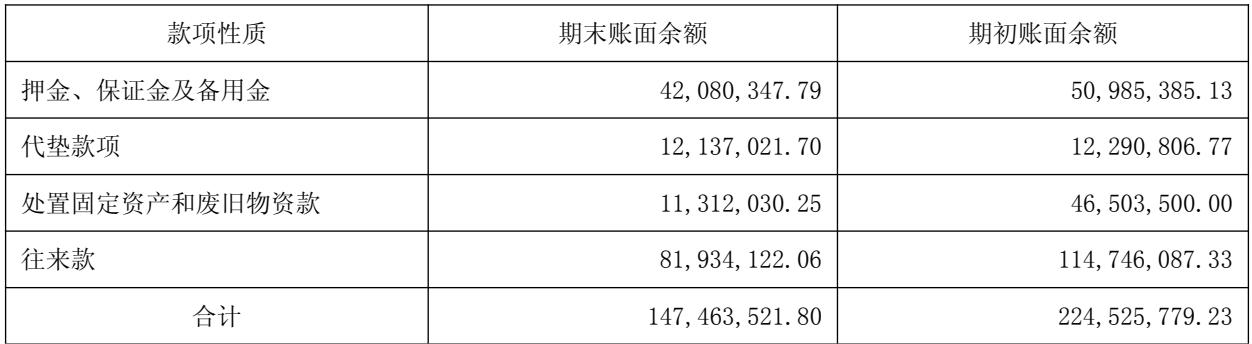 款项性质 期末账面余额 期初账面余额
押金、保证金及备用金 42,080,347.79 50,985,385.13
代垫款项 12,137,021.70 12,290,806.77
处置固定资产和废旧物资款 11,312,030.25 46,503,500.00
往来款 81,934,122.06 114,746,087.33
合计 147,463,521.80 224,525,779.23